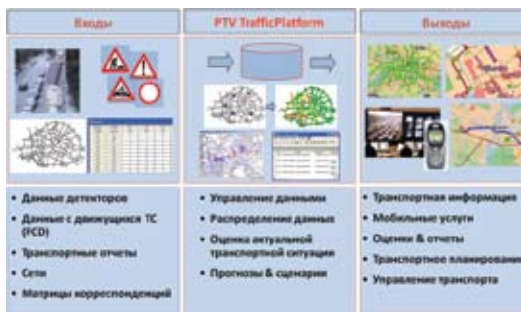 Входы
PTV TrafficPlatform
Выходы
• Данные детекторов
• Данные с движущихся ТС
(FCD)
• Транспортные отчеты
• Сети
• Матрицы корреспонденций
• Управление данными
• Распределение данных
• Оценка актуальной
транспортной ситуации
• Прогнозы & сценарии
• Транспортная информация
• Мобильные услуги
• Оценки & отчеты
• Транспортное планирование
• Управление транспорта